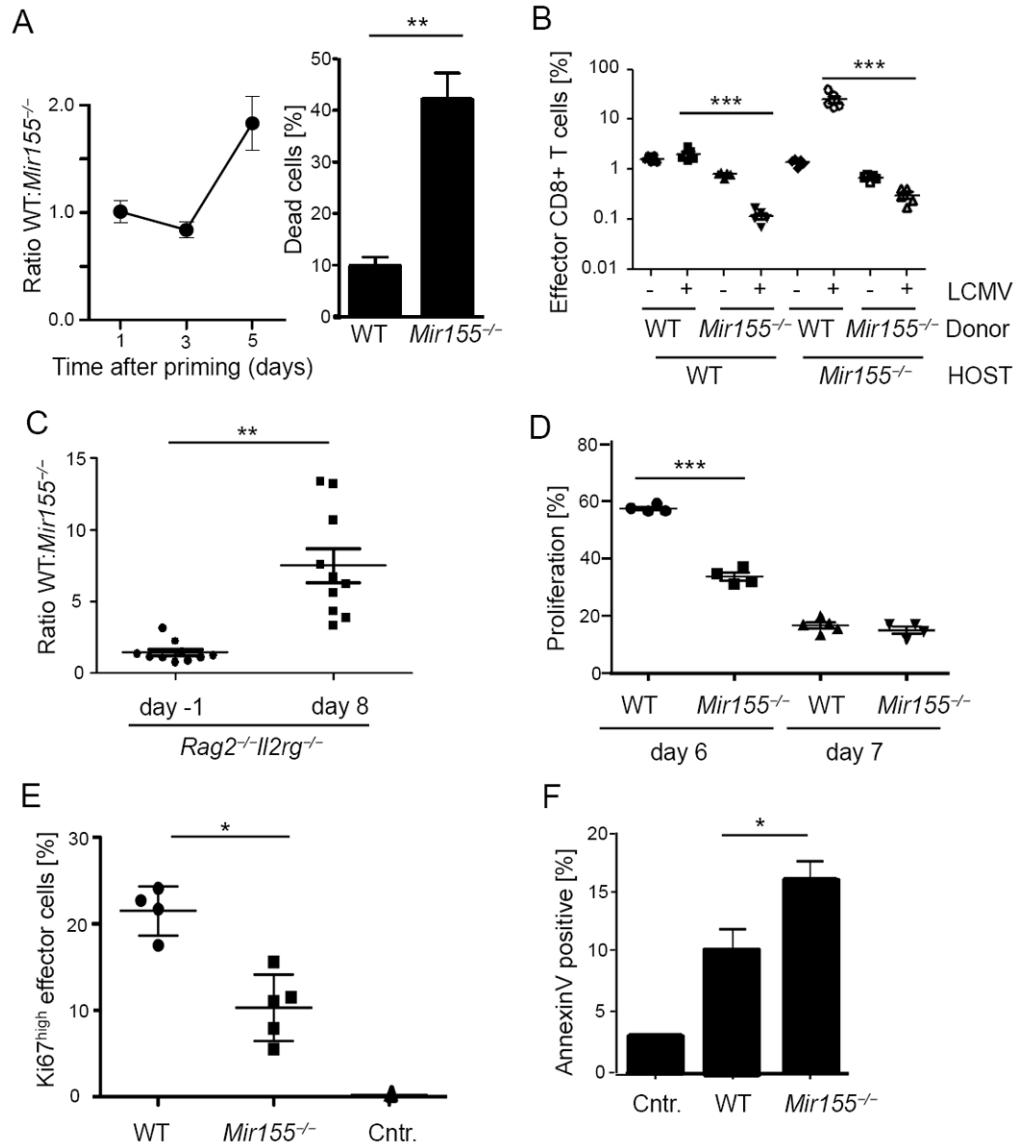 A
Ratio WT:Mir155–/–
2.0
1.0
0.0
1 3 5
Time after priming (days)
**
Dead cells [%]
50
40
30
20
10
0
WT Mir155–/–
B
Effector CD8+ T cells [%]
100
10
1
0.1
0.01
*** ***
- + - + - + - + LCMV
WT Mir155–/– WT Mir155–/– Donor
WT Mir155–/– HOST
C
Ratio WT:Mir155–/–
15
10
5
0
**
day -1 day 8
Rag2–/–Il2rg–/–
D
Proliferation [%]
80
60
40
20
0
***
WT Mir155–/– WT Mir155–/–
day 6 day 7
E
Ki67high effector cells [%]
30
20
10
0
*
WT Mir155–/– Cntr.
F
AnnexinV positive [%]
20
15
10
5
0
*
Cntr. WT Mir155–/–